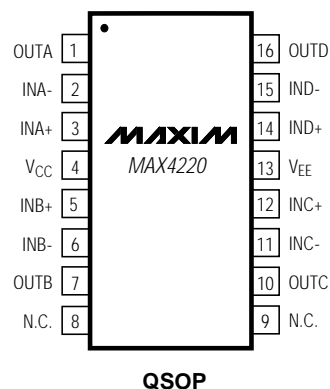 OUTA 1 16 OUTD
INA- 2 15 IND-
INA+ 3 MAXIM 14 IND+
VCC 4 MAX4220 13 VEE
INB+ 5 12 INC+
INB- 6 11 INC-
OUTB 7 10 OUTC
N.C. 8 9 N.C.
QSOP